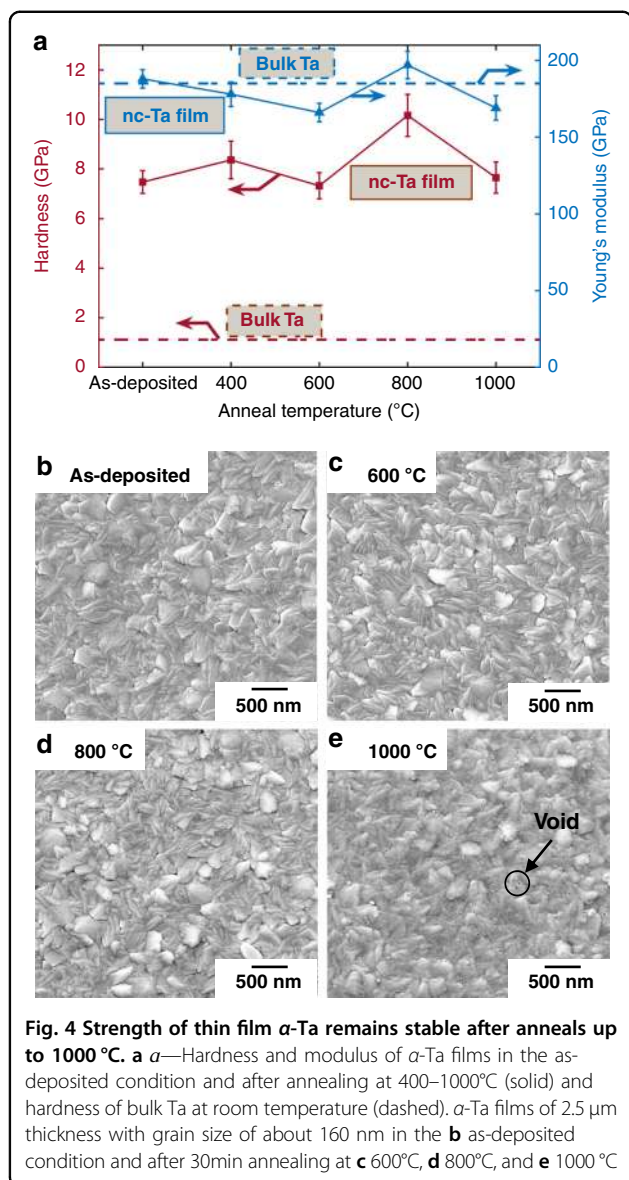 a
12
10
8
6
4
2
0
Hardness (GPa)
Bulk Ta
nc-Ta film
nc-Ta film
Bulk Ta
200
150
100
50
0
Young's modulus (GPa)
As-deposited 400 600 800 1000
Anneal temperature (°C)
b As-deposited
500 nm
c 600 °C
500 nm
d 800 °C
500 nm
e 1000 °C
Void
500 nm
Fig. 4 Strength of thin film α-Ta remains stable after anneals up
to 1000 °C. a α—Hardness and modulus of α-Ta films in the as-
deposited condition and after annealing at 400–1000°C (solid) and
hardness of bulk Ta at room temperature (dashed). α-Ta films of 2.5 μm
thickness with grain size of about 160 nm in the b as-deposited
condition and after 30min annealing at c 600°C, d 800°C, and e 1000 °C